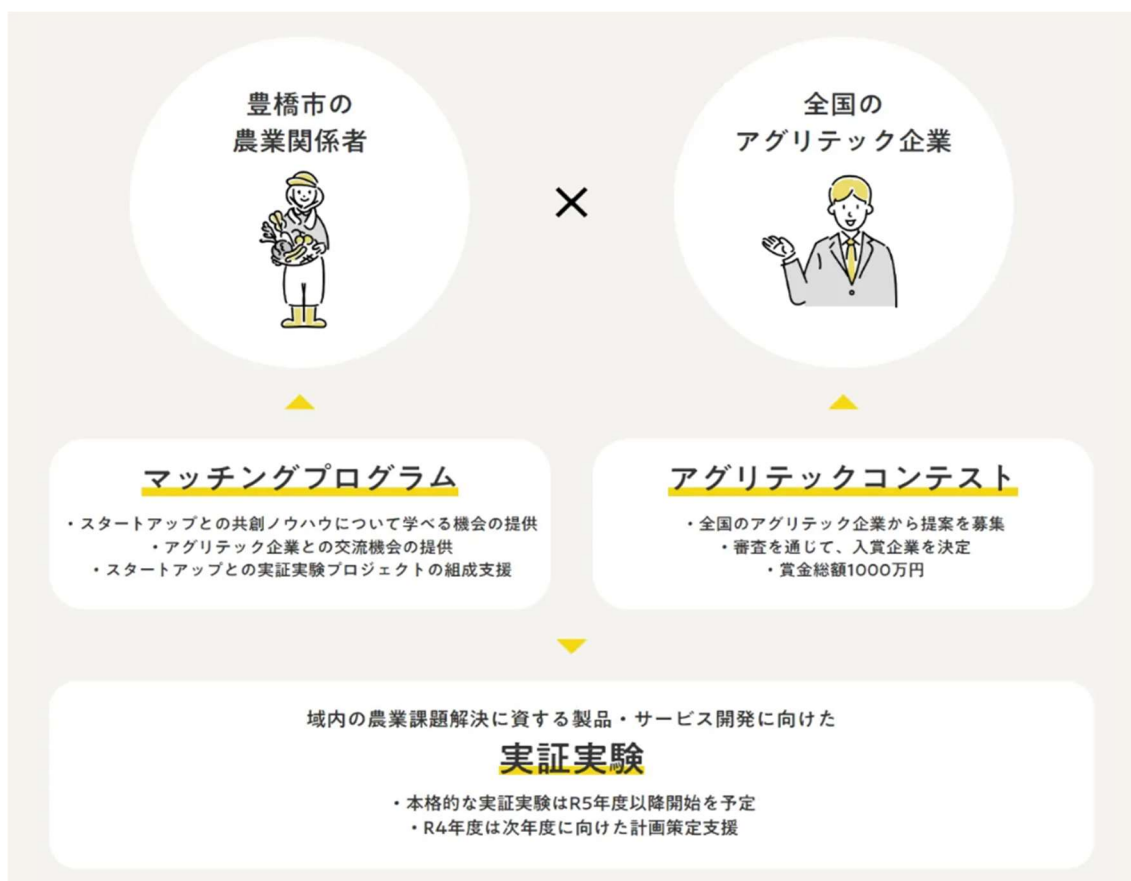 豊橋市の
農業関係者
×
全国の
アグリテック企業
マッチングプログラム
・スタートアップとの共創ノウハウについて学べる機会の提供
・アグリテック企業との交流機会の提供
・スタートアップとの実証実験プロジェクトの組成支援
アグリテックコンテスト
・全国のアグリテック企業から提案を募集
・審査を通じて、入賞企業を決定
・賞金総額1000万円
域内の農業課題解決に資する製品・サービス開発に向けた
実証実験
・本格的な実証実験はR5年度以降開始を予定
・R4年度は次年度に向けた計画策定支援